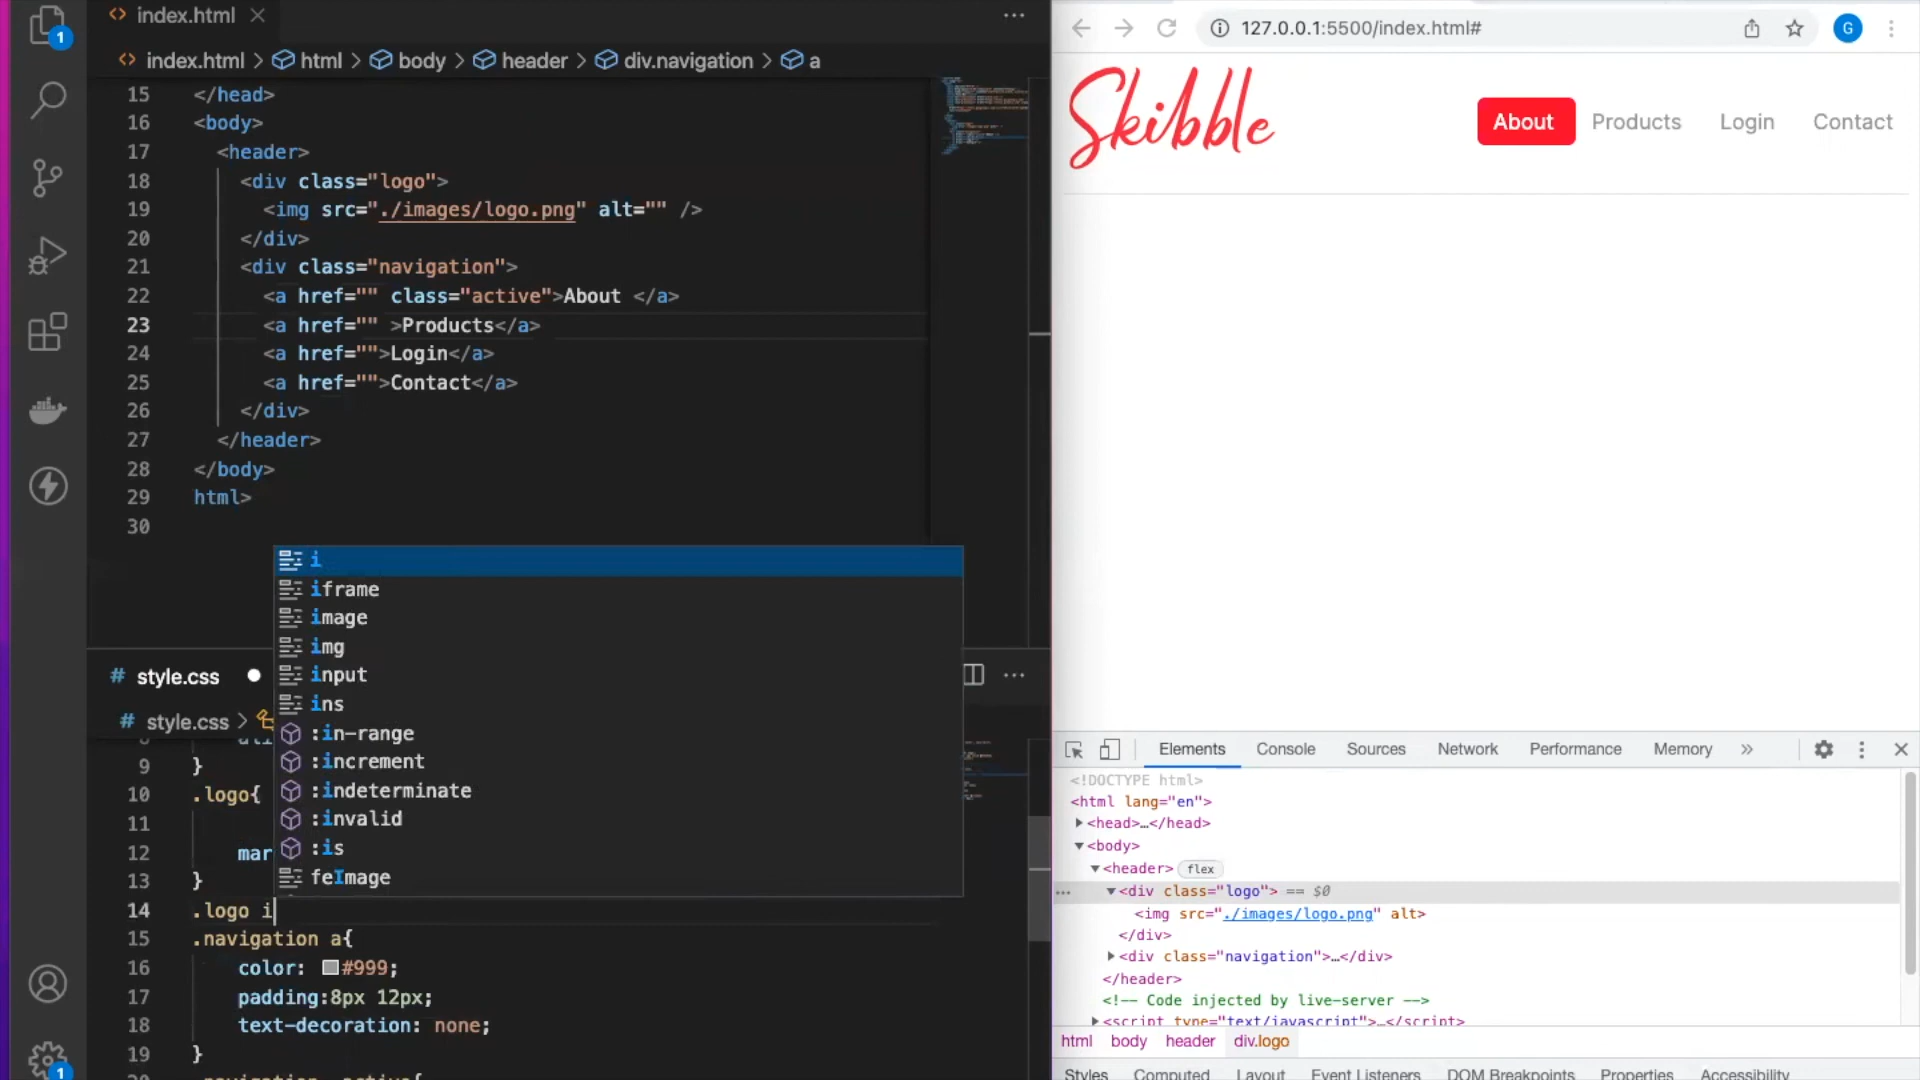 index.html
index.html > html > body > header > div.navigation > a
15 </head>
16 <body>
17 <header>
18 <div class="logo">
19 <img src="./images/logo.png" alt="" />
20 </div>
21 <div class="navigation">
22 <a href="" class="active">About </a>
23 <a href="" >Products</a>
24 <a href="">Login</a>
25 <a href="">Contact</a>
26 </div>
27 </header>
28 </body>
29 html>
30
i
iframe
image
img
input
ins
:in-range
:increment
:indeterminate
:invalid
:is
feImage
1
1
# style.css
# style.css >
9 }
10 .logo{
11
12 mar
13 }
14 .logo i
15 .navigation a{
16 color: #999;
17 padding:8px 12px;
18 text-decoration: none;
19 }
127.0.0.1:5500/index.html#
G
Skibble
About Products Login Contact
Elements Console Sources Network Performance Memory »
<!DOCTYPE html>
<html lang="en">
<head>…</head>
<body>
<header> flex
… <div class="logo"> == $0
<img src="./images/logo.png" alt>
</div>
<div class="navigation">…</div>
</header>
<!-- Code injected by live-server -->
<script type="text/javascript">…</script>
html body header div.logo
Styles Computed Layout Event Listeners DOM Breakpoints Properties Accessibility